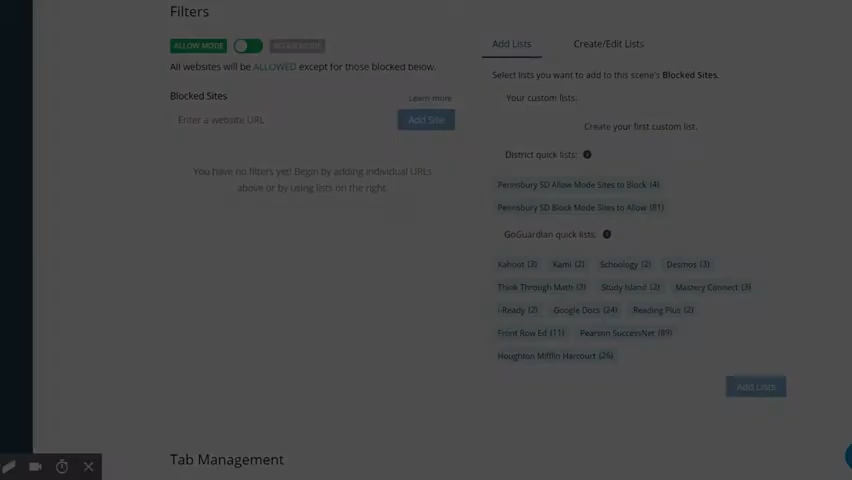 Filters
ALLOW MODE
BLOCK MODE
All websites will be ALLOWED except for those blocked below.
Blocked Sites
Learn more
Enter a website URL
Add Site
You have no filters yet! Begin by adding individual URLs
above or by using lists on the right.
Add Lists
Create/Edit Lists
Select lists you want to add to this scene's Blocked Sites.
Your custom lists:
Create your first custom list.
District quick lists:
Pennsbury SD Allow Mode Sites to Block (4)
Pennsbury SD Block Mode Sites to Allow (81)
GoGuardian quick lists:
Kahoot (3) Kami (2) Schoology (2) Desmos (3)
Think Through Math (3) Study Island (2) Mastery Connect (3)
i-Ready (2) Google Docs (24) Reading Plus (2)
Front Row Ed (11) Pearson SuccessNet (89)
Houghton Mifflin Harcourt (26)
Add Lists
Tab Management